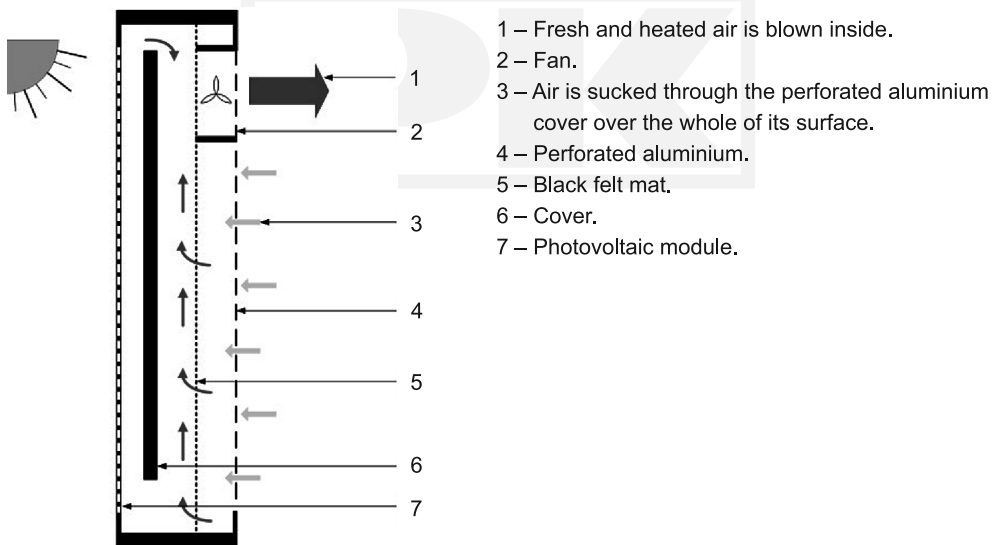 1 – Fresh and heated air is blown inside.
2 – Fan.
3 – Air is sucked through the perforated aluminium
cover over the whole of its surface.
4 – Perforated aluminium.
5 – Black felt mat.
6 – Cover.
7 – Photovoltaic module.
1
2
3
4
5
6
7